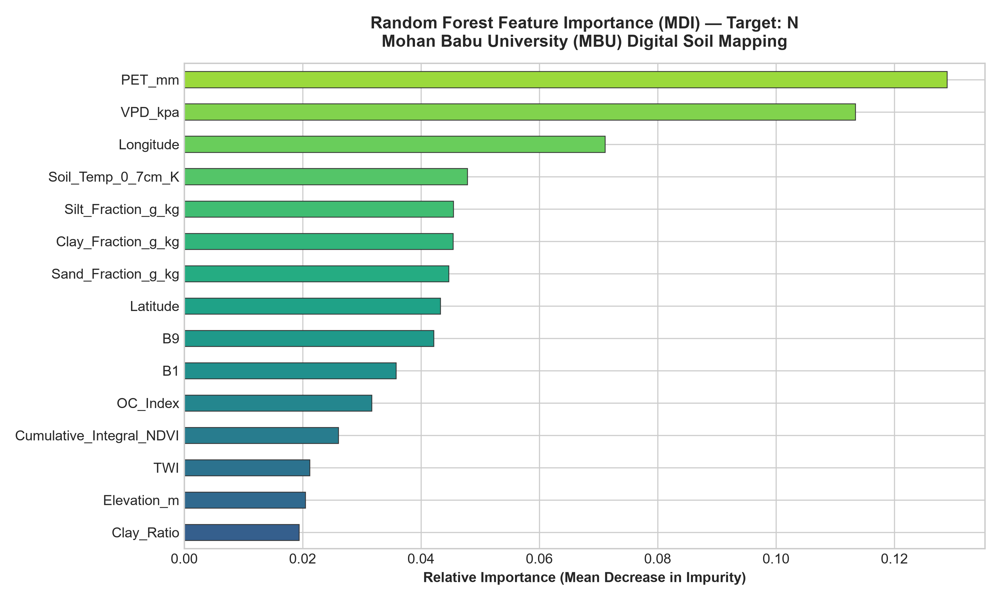 Random Forest Feature Importance (MDI) — Target: N
Mohan Babu University (MBU) Digital Soil Mapping
PET_mm
VPD_kpa
Longitude
Soil_Temp_0_7cm_K
Silt_Fraction_g_kg
Clay_Fraction_g_kg
Sand_Fraction_g_kg
Latitude
B9
B1
OC_Index
Cumulative_Integral_NDVI
TWI
Elevation_m
Clay_Ratio
0.00 0.02 0.04 0.06 0.08 0.10 0.12
Relative Importance (Mean Decrease in Impurity)